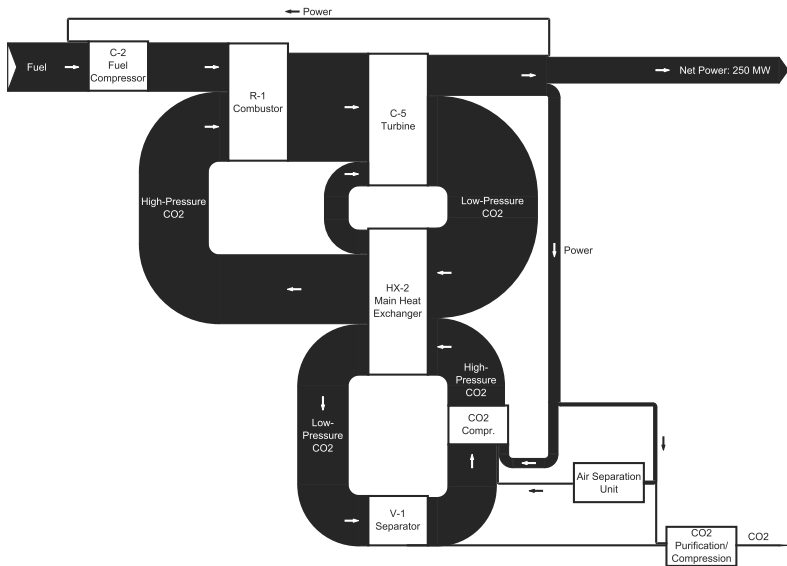 Power
C-2
Fuel
Compressor
Fuel
R-1
Combustor
C-5
Turbine
Net Power: 250 MW
High-Pressure
CO2
Low-Pressure
CO2
Power
HX-2
Main Heat
Exchanger
High-
Pressure
CO2
Low-
Pressure
CO2
CO2
Compr.
Air Separation
Unit
V-1
Separator
CO2
Purification/
Compression
CO2